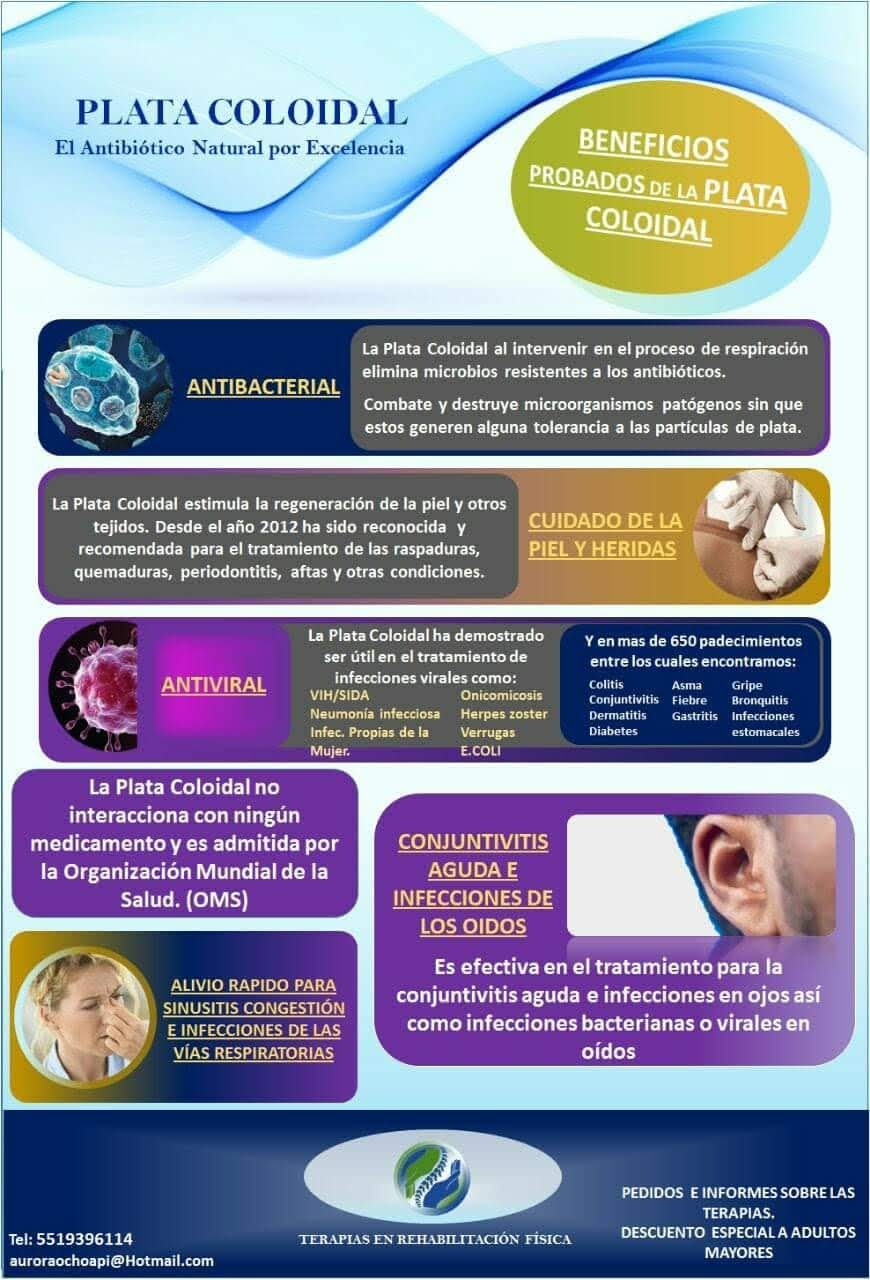 PLATA COLOIDAL
El Antibiótico Natural por Excelencia
BENEFICIOS
PROBADOS DE LA PLATA
COLOIDAL
ANTIBACTERIAL
La Plata Coloidal al intervenir en el proceso de respiración
elimina microbios resistentes a los antibióticos.
Combate y destruye microorganismos patógenos sin que
estos generen alguna tolerancia a las partículas de plata.
La Plata Coloidal estimula la regeneración de la piel y otros
tejidos. Desde el año 2012 ha sido reconocida y
recomendada para el tratamiento de las raspaduras,
quemaduras, periodontitis, aftas y otras condiciones.
CUIDADO DE LA
PIEL Y HERIDAS
ANTIVIRAL
La Plata Coloidal ha demostrado
ser útil en el tratamiento de
infecciones virales como:
VIH/SIDA
Neumonía infecciosa
Infec. Propias de la
Mujer.
Onicomicosis
Herpes zoster
Verrugas
E.COLI
Y en mas de 650 padecimientos
entre los cuales encontramos:
Colitis
Conjuntivitis
Dermatitis
Diabetes
Asma
Fiebre
Gastritis
Gripe
Bronquitis
Infecciones
estomacales
La Plata Coloidal no
interacciona con ningún
medicamento y es admitida por
la Organización Mundial de la
Salud. (OMS)
CONJUNTIVITIS
AGUDA E
INFECCIONES DE
LOS OIDOS
Es efectiva en el tratamiento para la
conjuntivitis aguda e infecciones en ojos así
como infecciones bacterianas o virales en
oídos
ALIVIO RAPIDO PARA
SINUSITIS CONGESTIÓN
E INFECCIONES DE LAS
VÍAS RESPIRATORIAS
Tel: 5519396114
auroraochoapi@Hotmail.com
TERAPIAS EN REHABILITACIÓN FÍSICA
PEDIDOS E INFORMES SOBRE LAS
TERAPIAS.
DESCUENTO ESPECIAL A ADULTOS
MAYORES